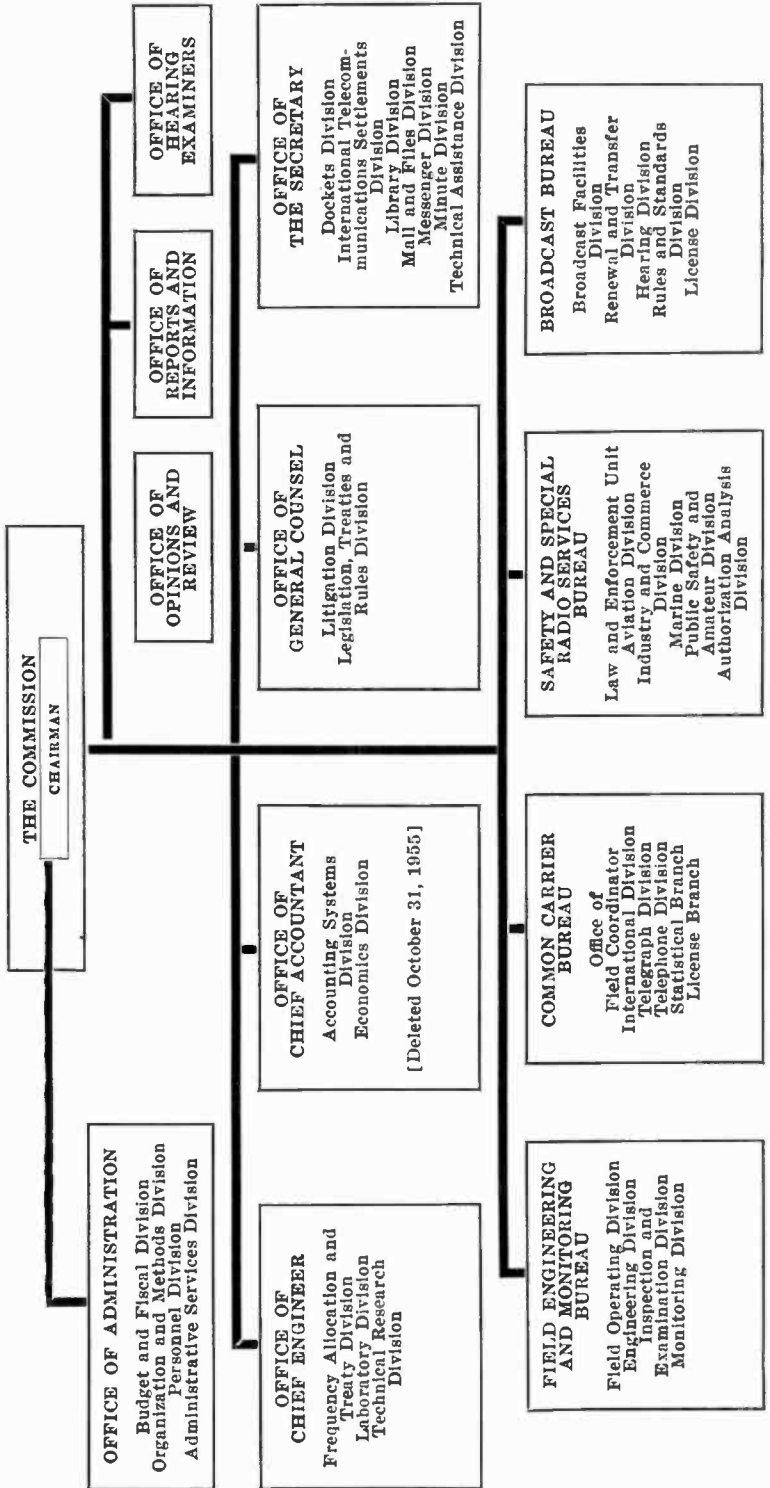 THE COMMISSION
CHAIRMAN
OFFICE OF ADMINISTRATION
Budget and Fiscal Division
Organization and Methods Division
Personnel Division
Administrative Services Division
OFFICE OF
OPINIONS AND
REVIEW
OFFICE OF
REPORTS AND
INFORMATION
OFFICE OF
HEARING
EXAMINERS
OFFICE OF
CHIEF ENGINEER
Frequency Allocation and
Treaty Division
Laboratory Division
Technical Research
Division
OFFICE OF
CHIEF ACCOUNTANT
Accounting Systems
Division
Economics Division
[Deleted October 31, 1955]
OFFICE OF
GENERAL COUNSEL
Litigation Division
Legislation, Treaties and
Rules Division
OFFICE OF
THE SECRETARY
Dockets Division
International Telecom-
munications Settlements
Division
Library Division
Mail and Files Division
Messenger Division
Minute Division
Technical Assistance Division
FIELD ENGINEERING
AND MONITORING
BUREAU
Field Operating Division
Engineering Division
Inspection and
Examination Division
Monitoring Division
COMMON CARRIER
BUREAU
Office of
Field Coordinator
International Division
Telegraph Division
Telephone Division
Statistical Branch
License Branch
SAFETY AND SPECIAL
RADIO SERVICES
BUREAU
Law and Enforcement Unit
Aviation Division
Industry and Commerce
Division
Marine Division
Public Safety and
Amateur Division
Authorization Analysis
Division
BROADCAST BUREAU
Broadcast Facilities
Division
Renewal and Transfer
Division
Hearing Division
Rules and Standards
Division
License Division